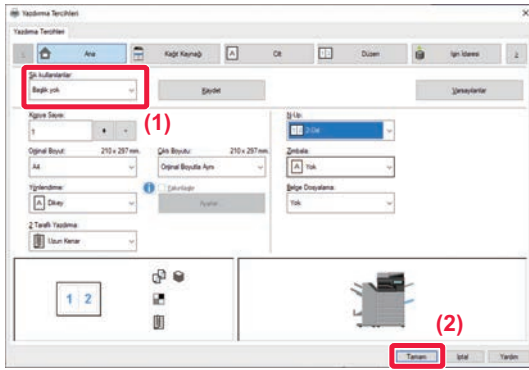 Yazdırma Tercihleri
Yazdırma Tercihleri
Ana
Kağıt Kaynağı
Cilt
Düzen
İşin İdaresi
Sık kullanılanlar:
Başlık yok
Kaydet
Varsayılanlar
(1)
Kopya Sayısı:
1
N-Up:
2-Up
Orijinal Boyut:
210 x 297 mm.
Çıktı Boyutu:
210 x 297 mm.
Zımbala:
A4
Orijinal Boyutla Aynı
Yok
Yönlendirme:
Yakınlaştır
Belge Dosyalama:
Dikey
Ayarlar
Yok
2 Taraflı Yazdırma:
Uzun Kenar
1 2
(2)
Tamam
İptal
Yardım